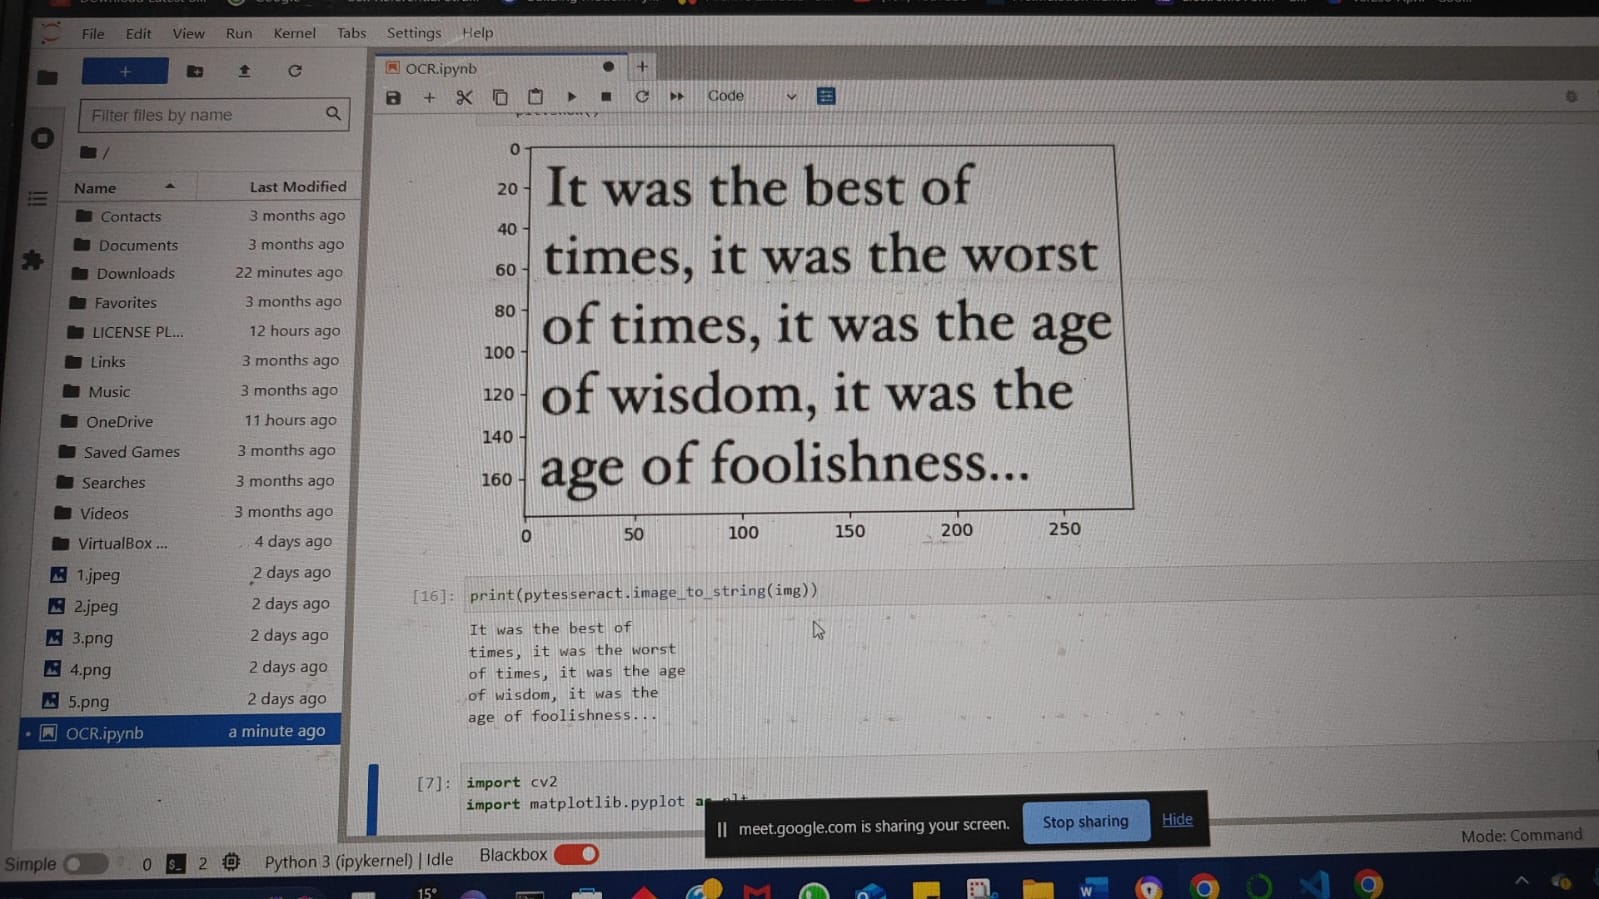 File Edit View Run Kernel Tabs Settings Help
OCR.ipynb
Code
Filter files by name
/
Name Last Modified
Contacts 3 months ago
Documents 3 months ago
Downloads 22 minutes ago
Favorites 3 months ago
LICENSE PL... 12 hours ago
Links 3 months ago
Music 3 months ago
OneDrive 11 hours ago
Saved Games 3 months ago
Searches 3 months ago
Videos 3 months ago
VirtualBox ... 4 days ago
1.jpeg 2 days ago
2.jpeg 2 days ago
3.png 2 days ago
4.png 2 days ago
5.png 2 days ago
OCR.ipynb a minute ago
0
20
40
60
80
100
120
140
160
It was the best of
times, it was the worst
of times, it was the age
of wisdom, it was the
age of foolishness...
0 50 100 150 200 250
[16]: print(pytesseract.image_to_string(img))
It was the best of
times, it was the worst
of times, it was the age
of wisdom, it was the
age of foolishness...
[7]: import cv2
import matplotlib.pyplot as plt
meet.google.com is sharing your screen. Stop sharing Hide
Simple 0 2 Python 3 (ipykernel) | Idle Blackbox Mode: Command
15°